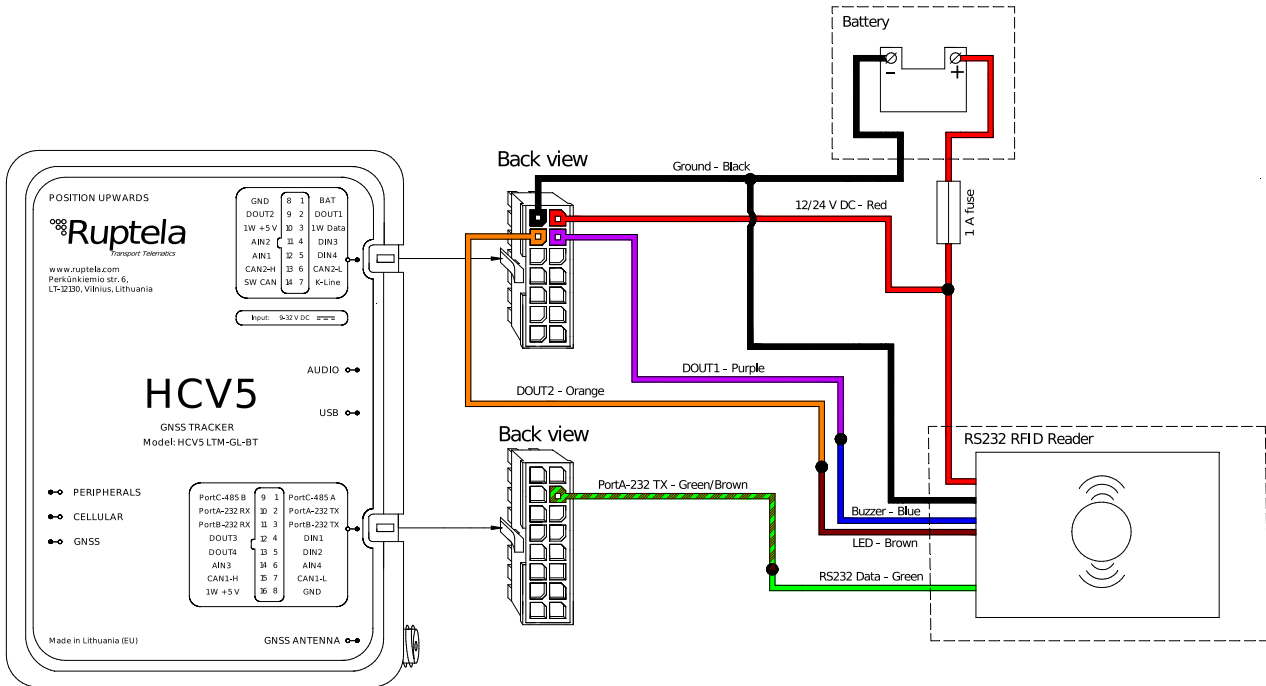 Battery
-
+
Back view
Ground - Black
12/24 V DC - Red
1 A fuse
POSITION UPWARDS
Ruptela
Transport Telematics
www.ruptela.com
Perkūnkiemio str. 6,
LT-12130, Vilnius, Lithuania
GND 8 1 BAT
DOUT2 9 2 DOUT1
1W +5 V 10 3 1W Data
AIN2 11 4 DIN3
AIN1 12 5 DIN4
CAN2-H 13 6 CAN2-L
SW CAN 14 7 K-Line
Input: 9-32 V DC
AUDIO
HCV5
USB
GNSS TRACKER
Model: HCV5 LTM-GL-BT
DOUT1 - Purple
DOUT2 - Orange
Back view
RS232 RFID Reader
PERIPHERALS
CELLULAR
GNSS
PortC-485 B 9 1 PortC-485 A
PortA-232 RX 10 2 PortA-232 TX
PortB-232 RX 11 3 PortB-232 TX
DOUT3 12 4 DIN1
DOUT4 13 5 DIN2
AIN3 14 6 AIN4
CAN1-H 15 7 CAN1-L
1W +5 V 16 8 GND
PortA-232 TX - Green/Brown
Buzzer - Blue
LED - Brown
RS232 Data - Green
Made in Lithuania (EU)
GNSS ANTENNA